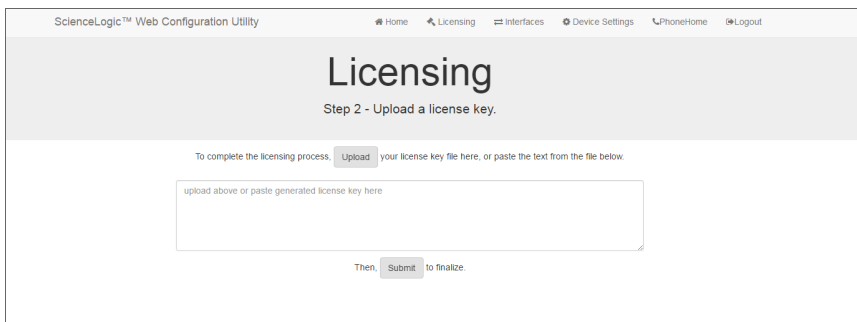 ScienceLogic™ Web Configuration Utility Home Licensing Interfaces Device Settings PhoneHome Logout
Licensing
Step 2 - Upload a license key.
To complete the licensing process, Upload your license key file here, or paste the text from the file below.
upload above or paste generated license key here
Then, Submit to finalize.